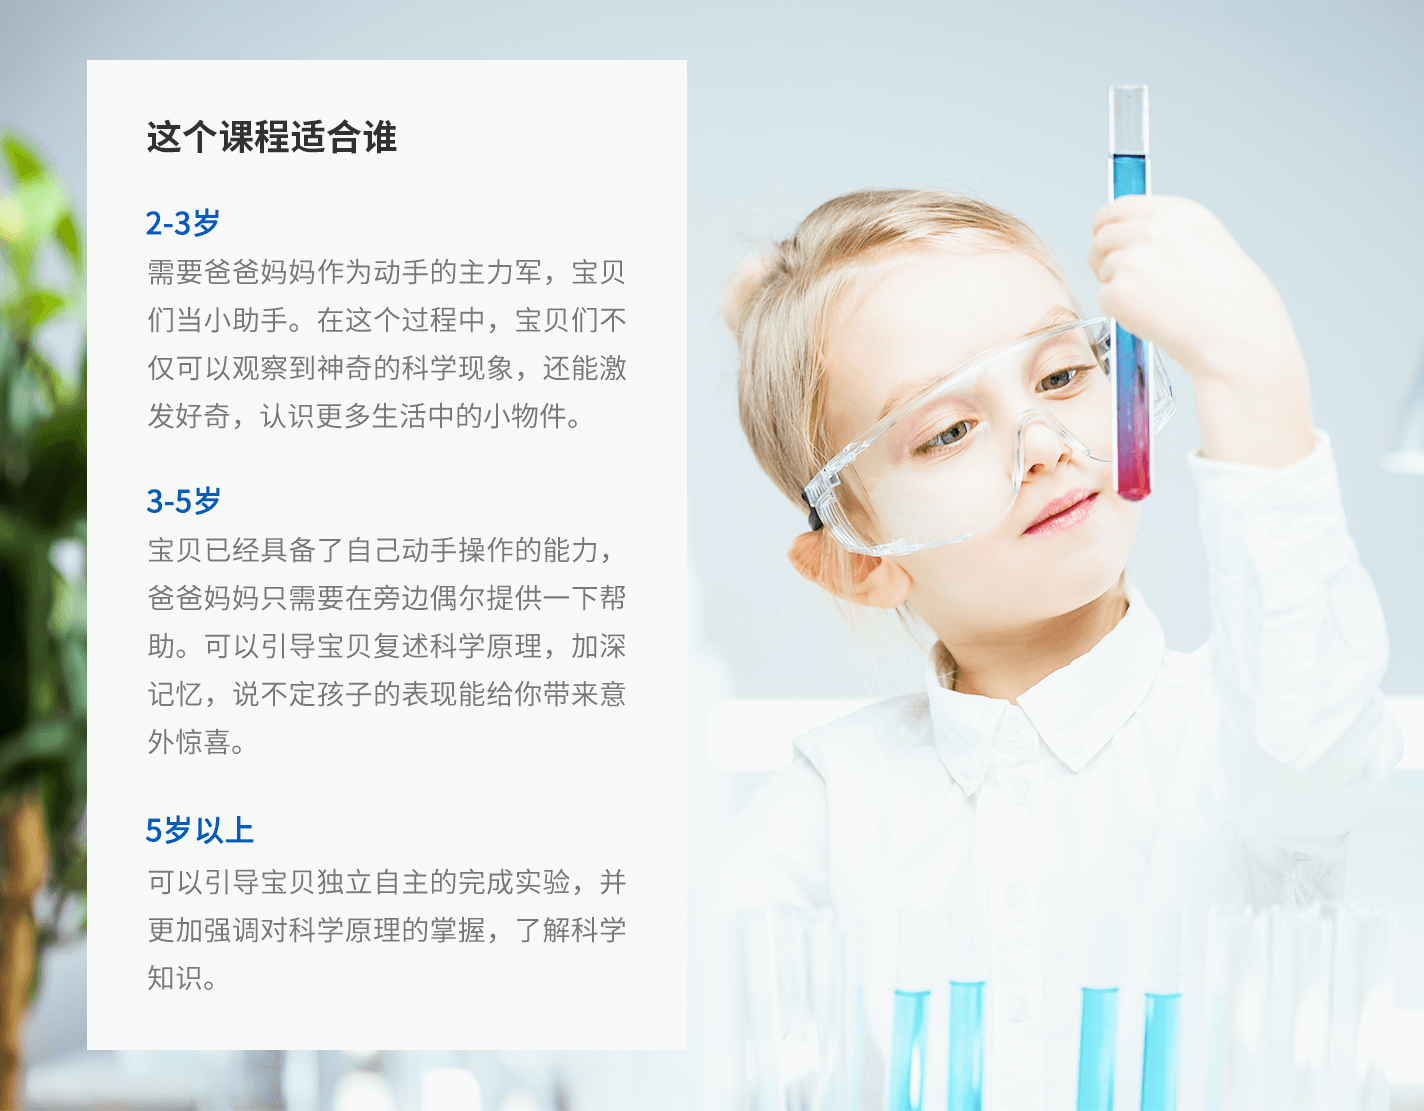 这个课程适合谁
2-3岁
需要爸爸妈妈作为动手的主力军，宝贝
们当小助手。在这个过程中，宝贝们不
仅可以观察到神奇的科学现象，还能激
发好奇，认识更多生活中的小物件。
3-5岁
宝贝已经具备了自己动手操作的能力，
爸爸妈妈只需要在旁边偶尔提供一下帮
助。可以引导宝贝复述科学原理，加深
记忆，说不定孩子的表现能给你带来意
外惊喜。
5岁以上
可以引导宝贝独立自主的完成实验，并
更加强调对科学原理的掌握，了解科学
知识。